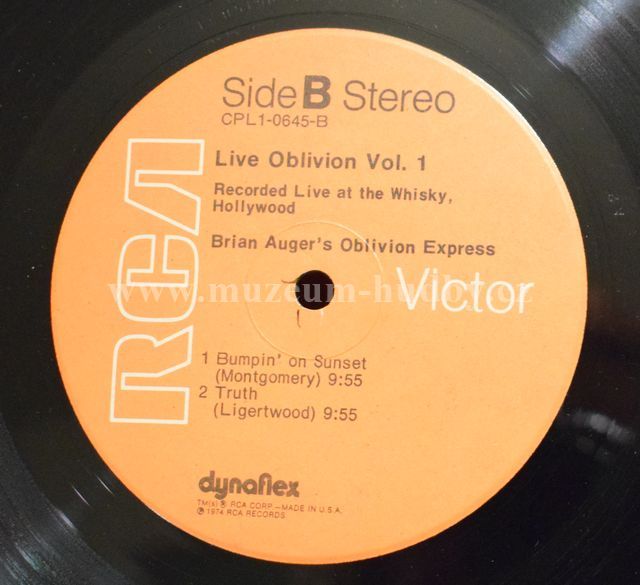 Side B Stereo
CPL1-0645-B
Live Oblivion Vol. 1
Recorded Live at the Whisky,
Hollywood
Brian Auger's Oblivion Express
RCA
Victor
www.muzeum-hudby.cz
1 Bumpin' on Sunset
(Montgomery) 9:55
2 Truth
(Ligertwood) 9:55
dynaflex
TM(s) ® RCA CORP.—MADE IN U.S.A.
℗ 1974 RCA RECORDS